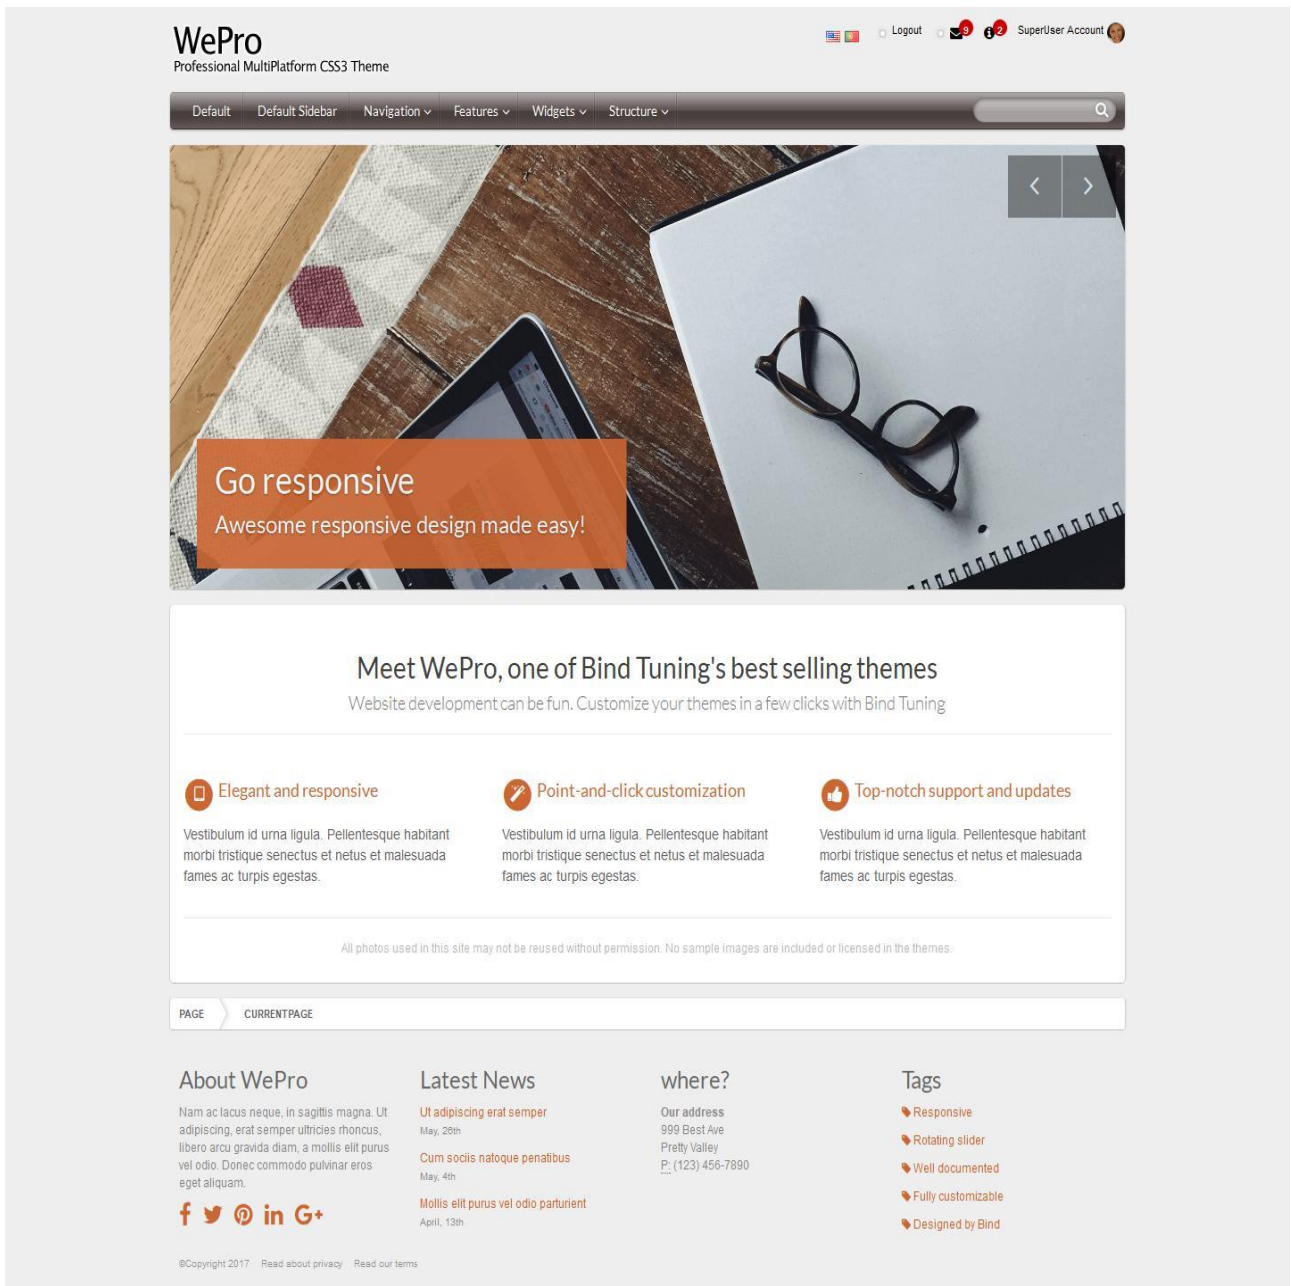 WePro
Professional MultiPlatform CSS3 Theme
Logout 9 2 SuperUser Account
Default Default Sidebar Navigation Features Widgets Structure
Go responsive
Awesome responsive design made easy!
Meet WePro, one of Bind Tuning's best selling themes
Website development can be fun. Customize your themes in a few clicks with Bind Tuning
Elegant and responsive
Vestibulum id urna ligula. Pellentesque habitant
morbi tristique senectus et netus et malesuada
fames ac turpis egestas.
Point-and-click customization
Vestibulum id urna ligula. Pellentesque habitant
morbi tristique senectus et netus et malesuada
fames ac turpis egestas.
Top-notch support and updates
Vestibulum id urna ligula. Pellentesque habitant
morbi tristique senectus et netus et malesuada
fames ac turpis egestas.
All photos used in this site may not be reused without permission. No sample images are included or licensed in the themes.
PAGE CURRENTPAGE
About WePro
Nam ac lacus neque, in sagittis magna. Ut
adipiscing, erat semper ultricies rhoncus,
libero arcu gravida diam, a mollis elit purus
vel odio. Donec commodo pulvinar eros
eget aliquam.
Latest News
Ut adipiscing erat semper
May, 26th
Cum sociis natoque penatibus
May, 4th
Mollis elit purus vel odio parturient
April, 13th
where?
Our address
999 Best Ave
Pretty Valley
P: (123) 456-7890
Tags
Responsive
Rotating slider
Well documented
Fully customizable
Designed by Bind
©Copyright 2017 Read about privacy Read our terms